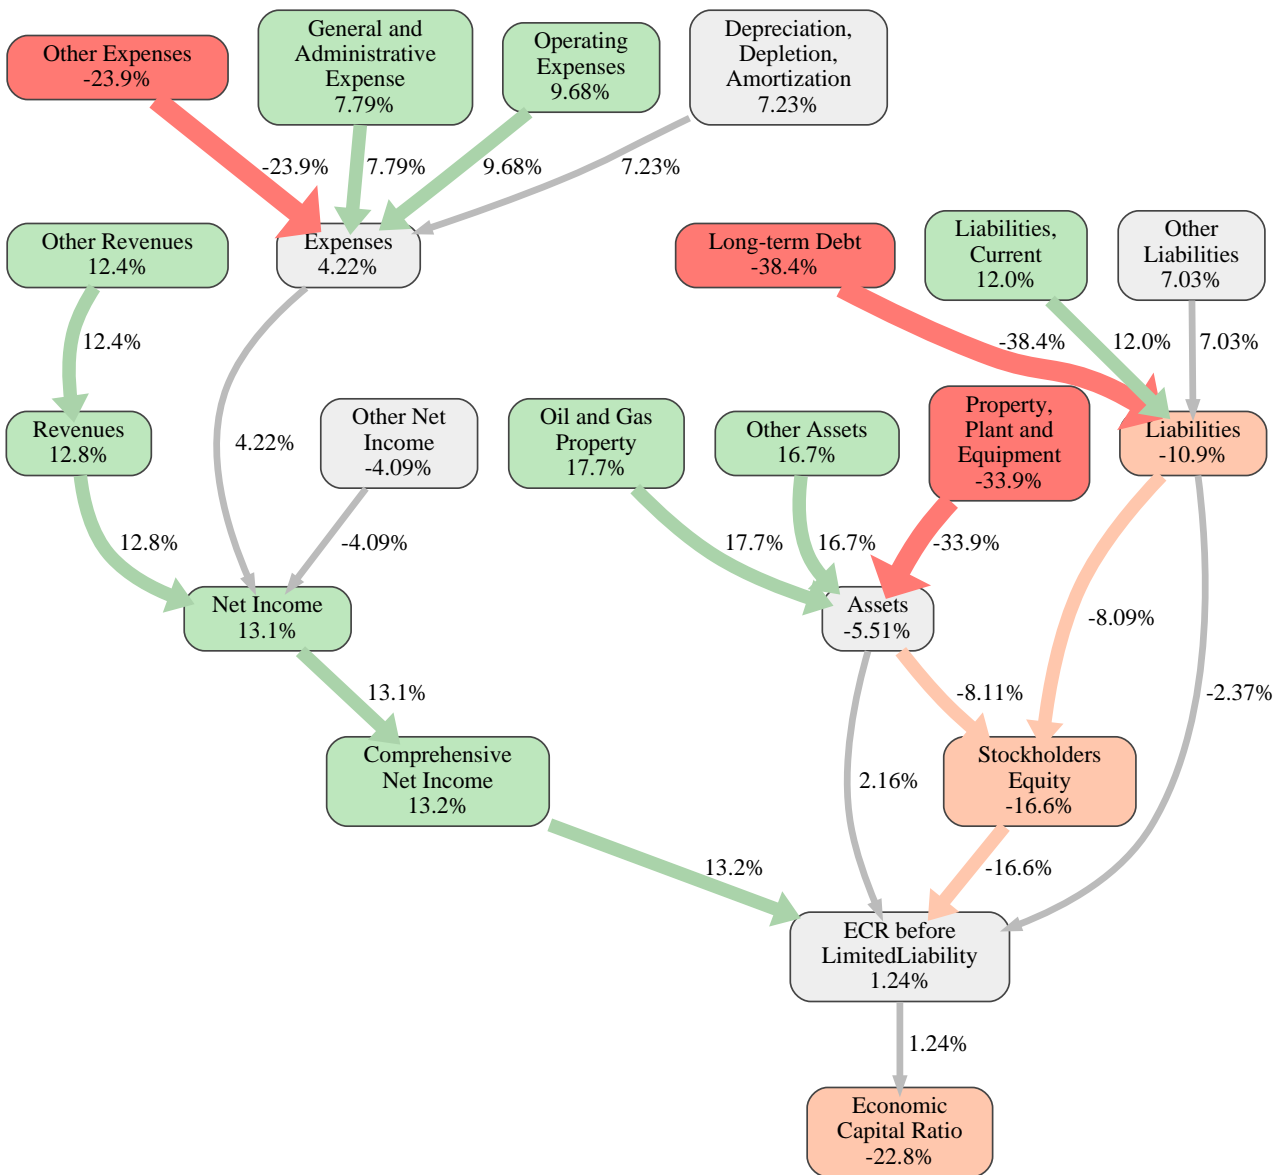 Other Expenses
-23.9%
General and
Administrative
Expense
7.79%
Operating
Expenses
9.68%
Depreciation,
Depletion,
Amortization
7.23%
-23.9%
7.79%
9.68%
7.23%
Other Revenues
12.4%
Expenses
4.22%
Long-term Debt
-38.4%
Liabilities,
Current
12.0%
Other
Liabilities
7.03%
12.4%
-38.4%
12.0%
7.03%
Revenues
12.8%
4.22%
Other Net
Income
-4.09%
Oil and Gas
Property
17.7%
Other Assets
16.7%
Property,
Plant and
Equipment
-33.9%
Liabilities
-10.9%
12.8%
-4.09%
17.7%
16.7%
-33.9%
Net Income
13.1%
Assets
-5.51%
-8.09%
13.1%
-8.11%
-2.37%
Comprehensive
Net Income
13.2%
2.16%
Stockholders
Equity
-16.6%
13.2%
-16.6%
ECR before
LimitedLiability
1.24%
1.24%
Economic
Capital Ratio
-22.8%